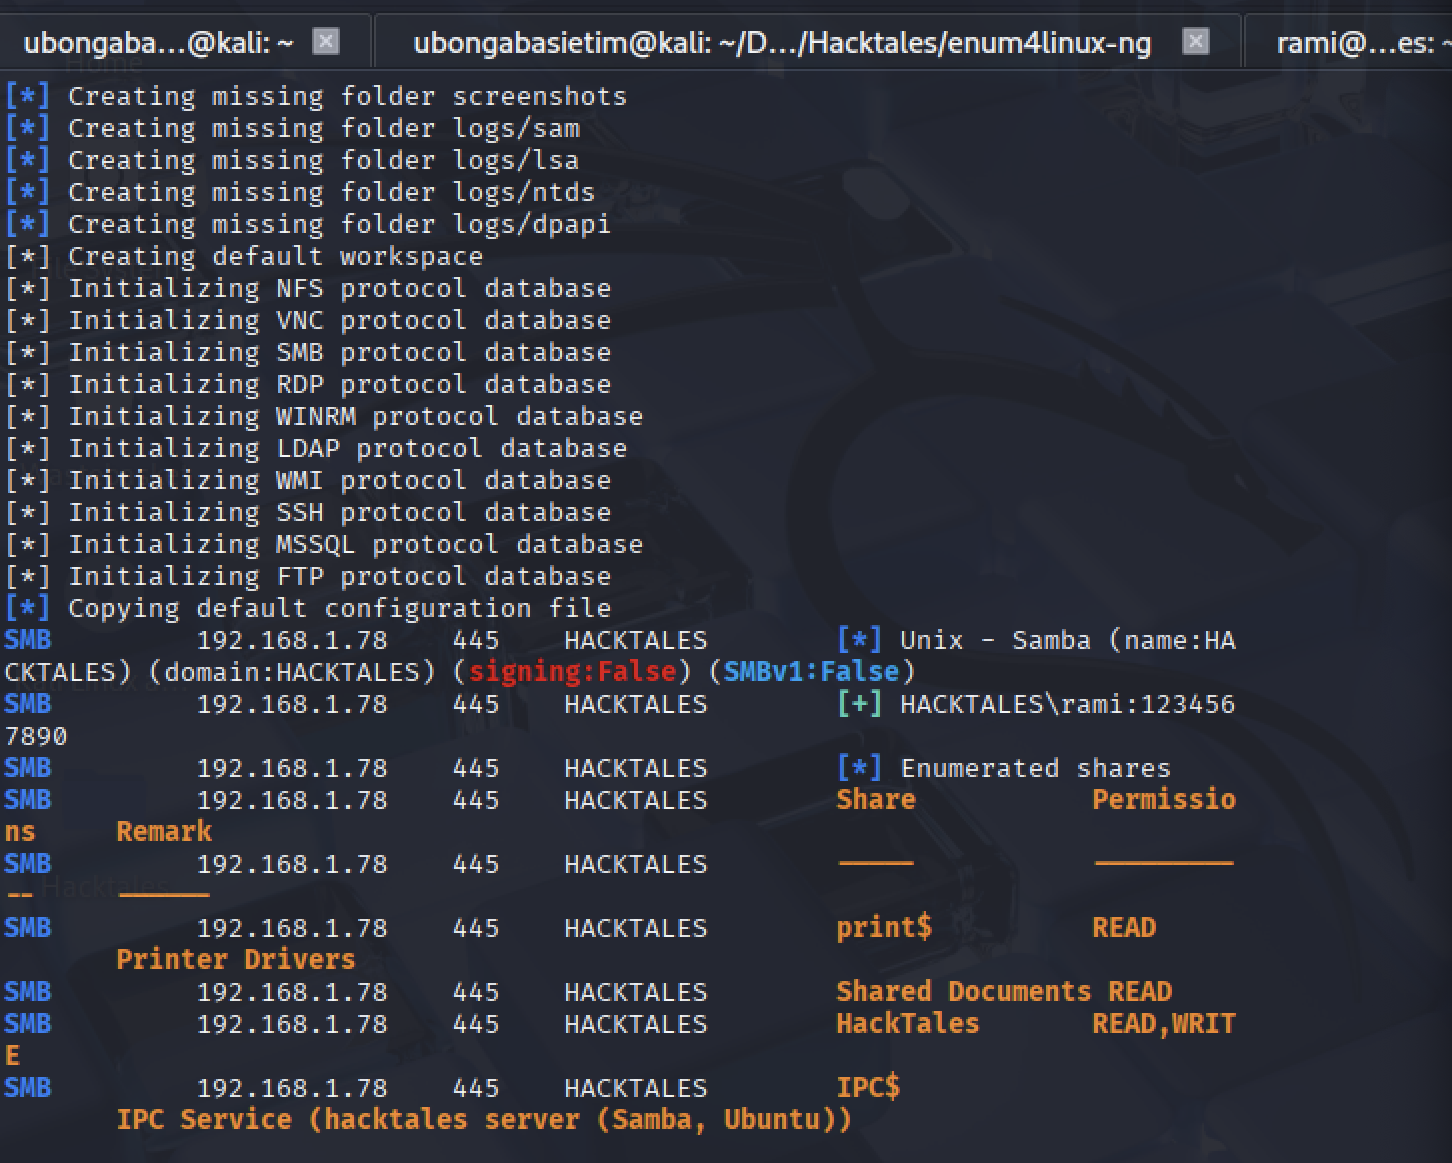 ubongaba...@kali: ~ ubongabasietim@kali: ~/D.../Hacktales/enum4linux-ng rami@...es: ~
Home
[*] Creating missing folder screenshots
[*] Creating missing folder logs/sam
[*] Creating missing folder logs/lsa
[*] Creating missing folder logs/ntds
[*] Creating missing folder logs/dpapi
[*] Creating default workspace
[*] Initializing NFS protocol database
[*] Initializing VNC protocol database
[*] Initializing SMB protocol database
[*] Initializing RDP protocol database
[*] Initializing WINRM protocol database
[*] Initializing LDAP protocol database
[*] Initializing WMI protocol database
[*] Initializing SSH protocol database
[*] Initializing MSSQL protocol database
[*] Initializing FTP protocol database
[*] Copying default configuration file
SMB 192.168.1.78 445 HACKTALES [*] Unix - Samba (name:HA
CKTALES) (domain:HACKTALES) (signing:False) (SMBv1:False)
SMB 192.168.1.78 445 HACKTALES [+] HACKTALES\rami:123456
7890
SMB 192.168.1.78 445 HACKTALES [*] Enumerated shares
SMB 192.168.1.78 445 HACKTALES Share Permissio
ns Remark
SMB 192.168.1.78 445 HACKTALES ----- ---------
-- ------
Hacktales
SMB 192.168.1.78 445 HACKTALES print$ READ
Printer Drivers
SMB 192.168.1.78 445 HACKTALES Shared Documents READ
SMB 192.168.1.78 445 HACKTALES HackTales READ,WRIT
E
SMB 192.168.1.78 445 HACKTALES IPC$
IPC Service (hacktales server (Samba, Ubuntu))